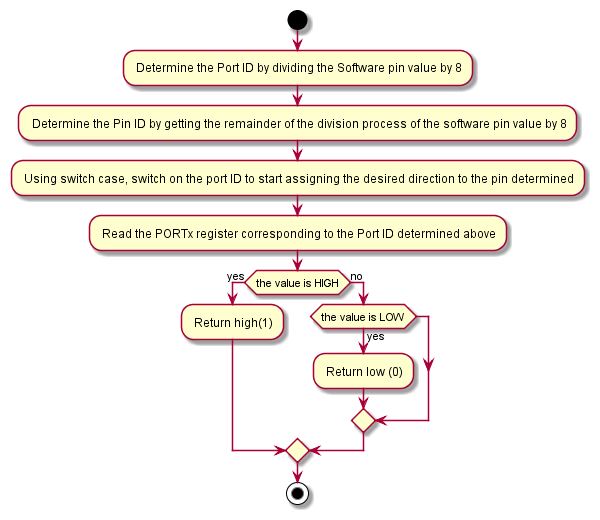 Determine the Port ID by dividing the Software pin value by 8
Determine the Pin ID by getting the remainder of the division process of the software pin value by 8
Using switch case, switch on the port ID to start assigning the desired direction to the pin determined
Read the PORTx register corresponding to the Port ID determined above
yes
the value is HIGH
no
Return high(1)
the value is LOW
yes
Return low (0)